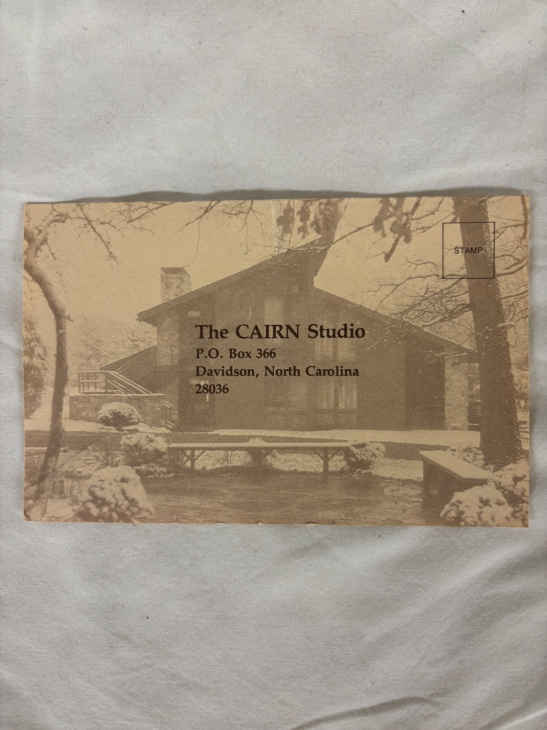 STAMP
The CAIRN Studio
P.O. Box 366
Davidson, North Carolina
28036